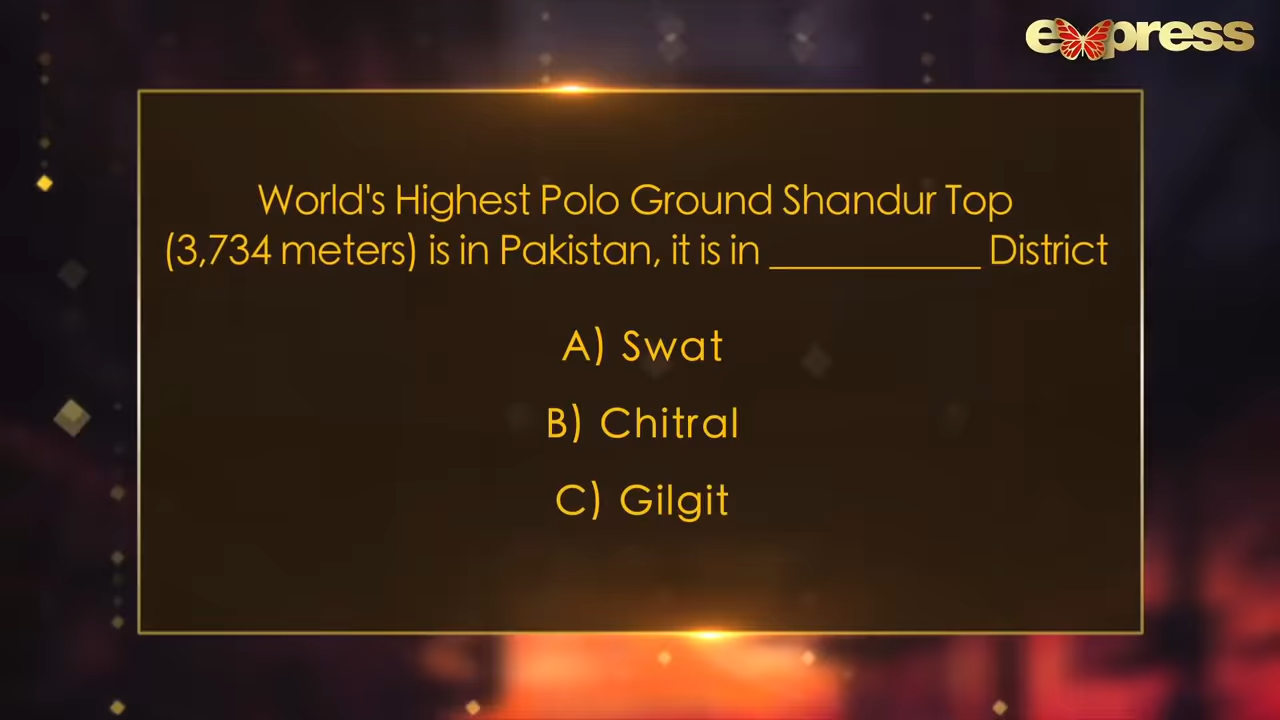 express
World's Highest Polo Ground Shandur Top
(3,734 meters) is in Pakistan, it is in ___________ District
A) Swat
B) Chitral
C) Gilgit